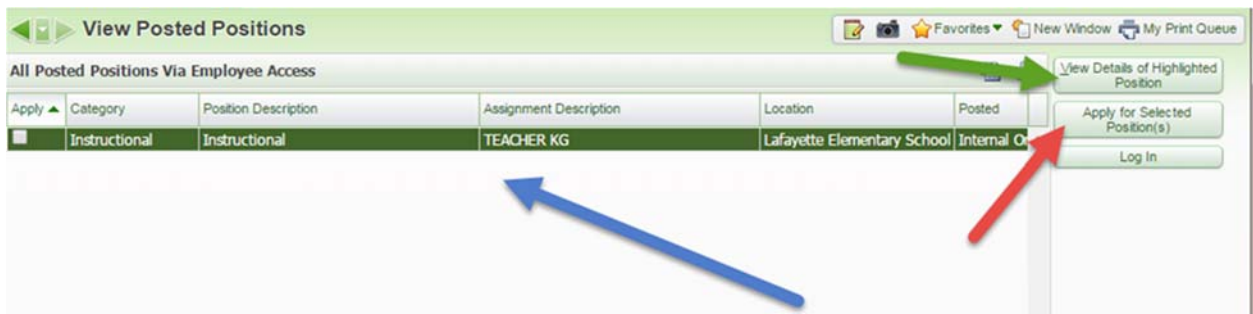 View Posted Positions
Favorites New Window My Print Queue
All Posted Positions Via Employee Access
View Details of Highlighted
Position
Apply for Selected
Position(s)
Log In
Apply Category Position Description Assignment Description Location Posted
Instructional Instructional TEACHER KG Lafayette Elementary School Internal